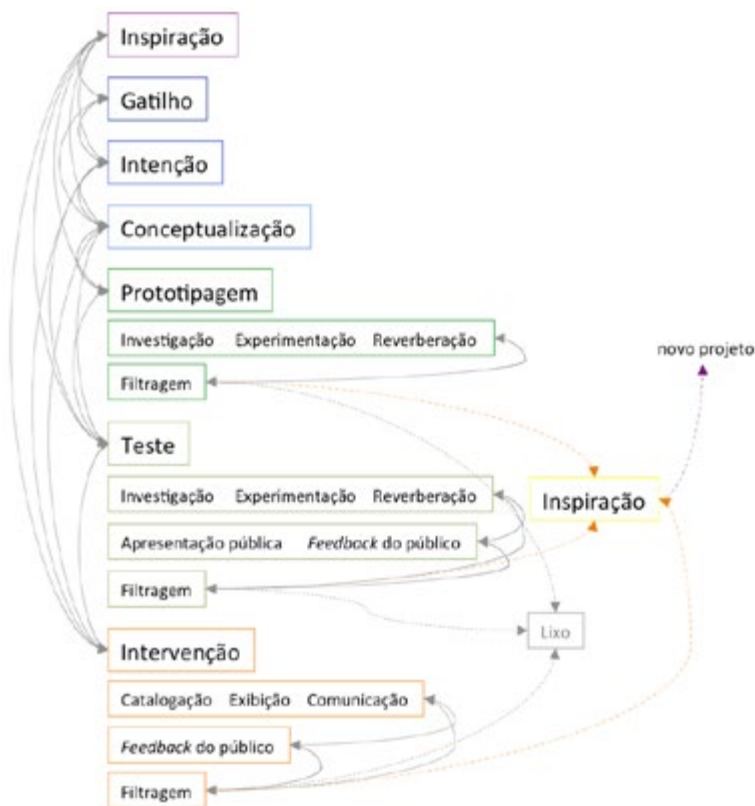 Inspiração
Gatilho
Intenção
Conceptualização
Prototipagem
Investigação Experimentação Reverberação
novo projeto
Filtragem
Teste
Investigação Experimentação Reverberação
Inspiração
Apresentação pública Feedback do público
Filtragem
Lixo
Intervenção
Catalogação Exibição Comunicação
Feedback do público
Filtragem